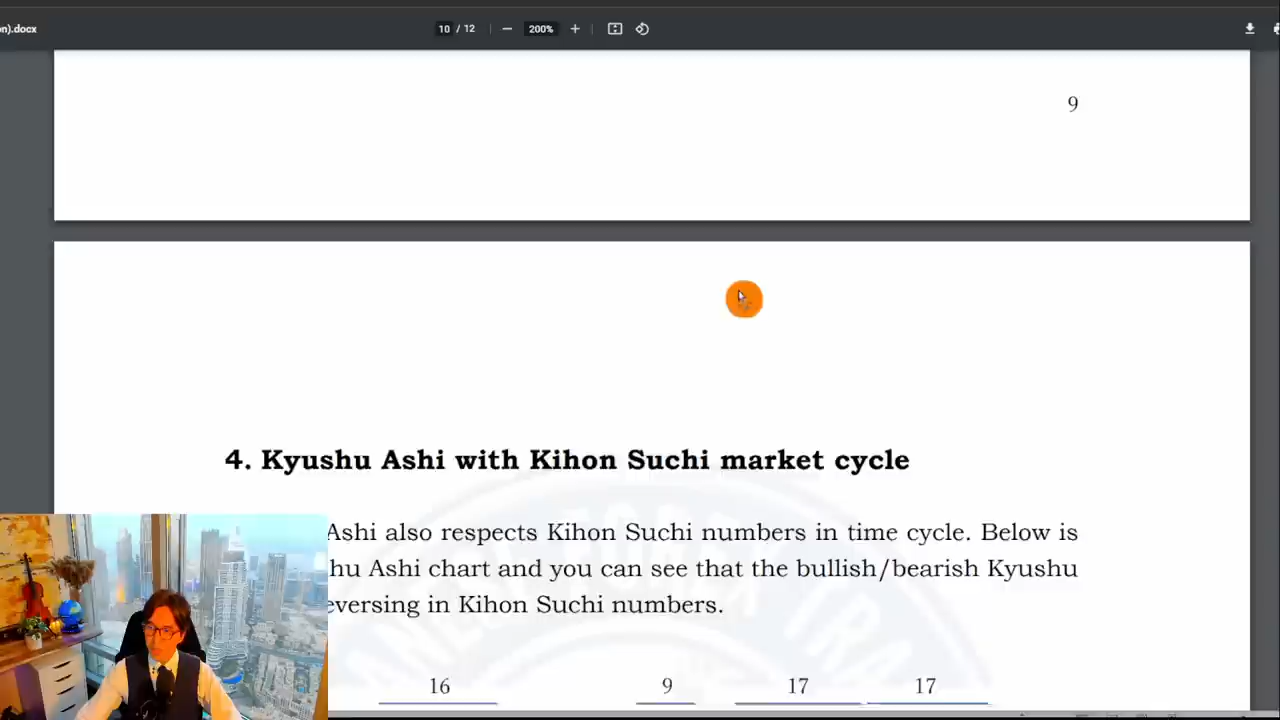 n).docx
10 / 12
200%
9
4. Kyushu Ashi with Kihon Suchi market cycle
Ashi also respects Kihon Suchi numbers in time cycle. Below is
hu Ashi chart and you can see that the bullish/bearish Kyushu
eversing in Kihon Suchi numbers.
16 9 17 17